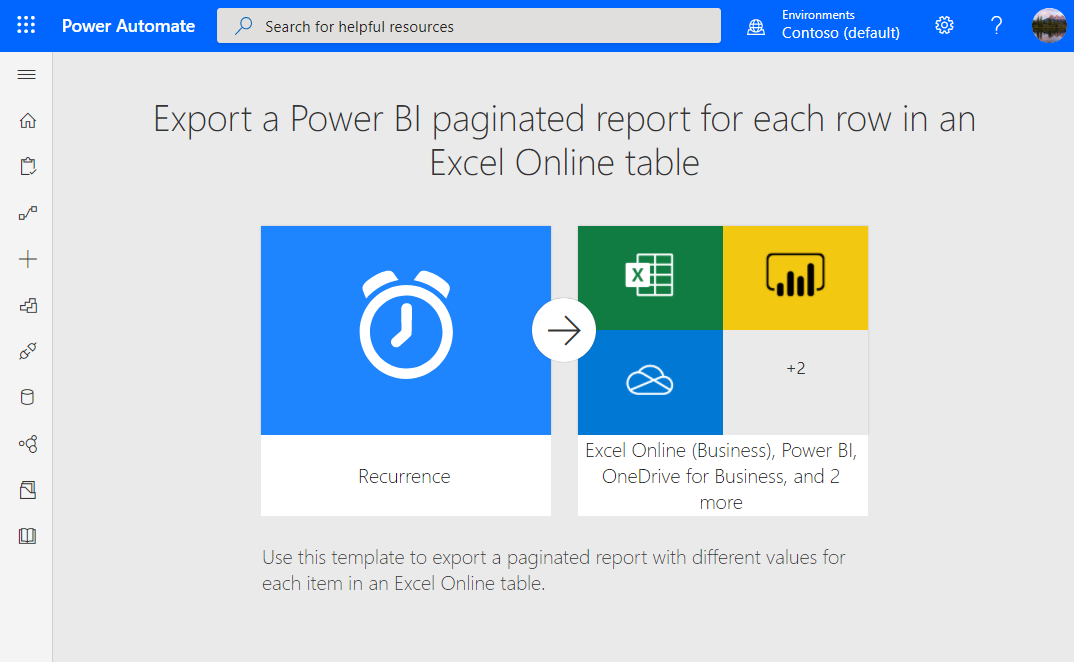 Power Automate
Search for helpful resources
Environments
Contoso (default)
?
Export a Power BI paginated report for each row in an
Excel Online table
X
+2
Recurrence
Excel Online (Business), Power BI,
OneDrive for Business, and 2
more
Use this template to export a paginated report with different values for
each item in an Excel Online table.